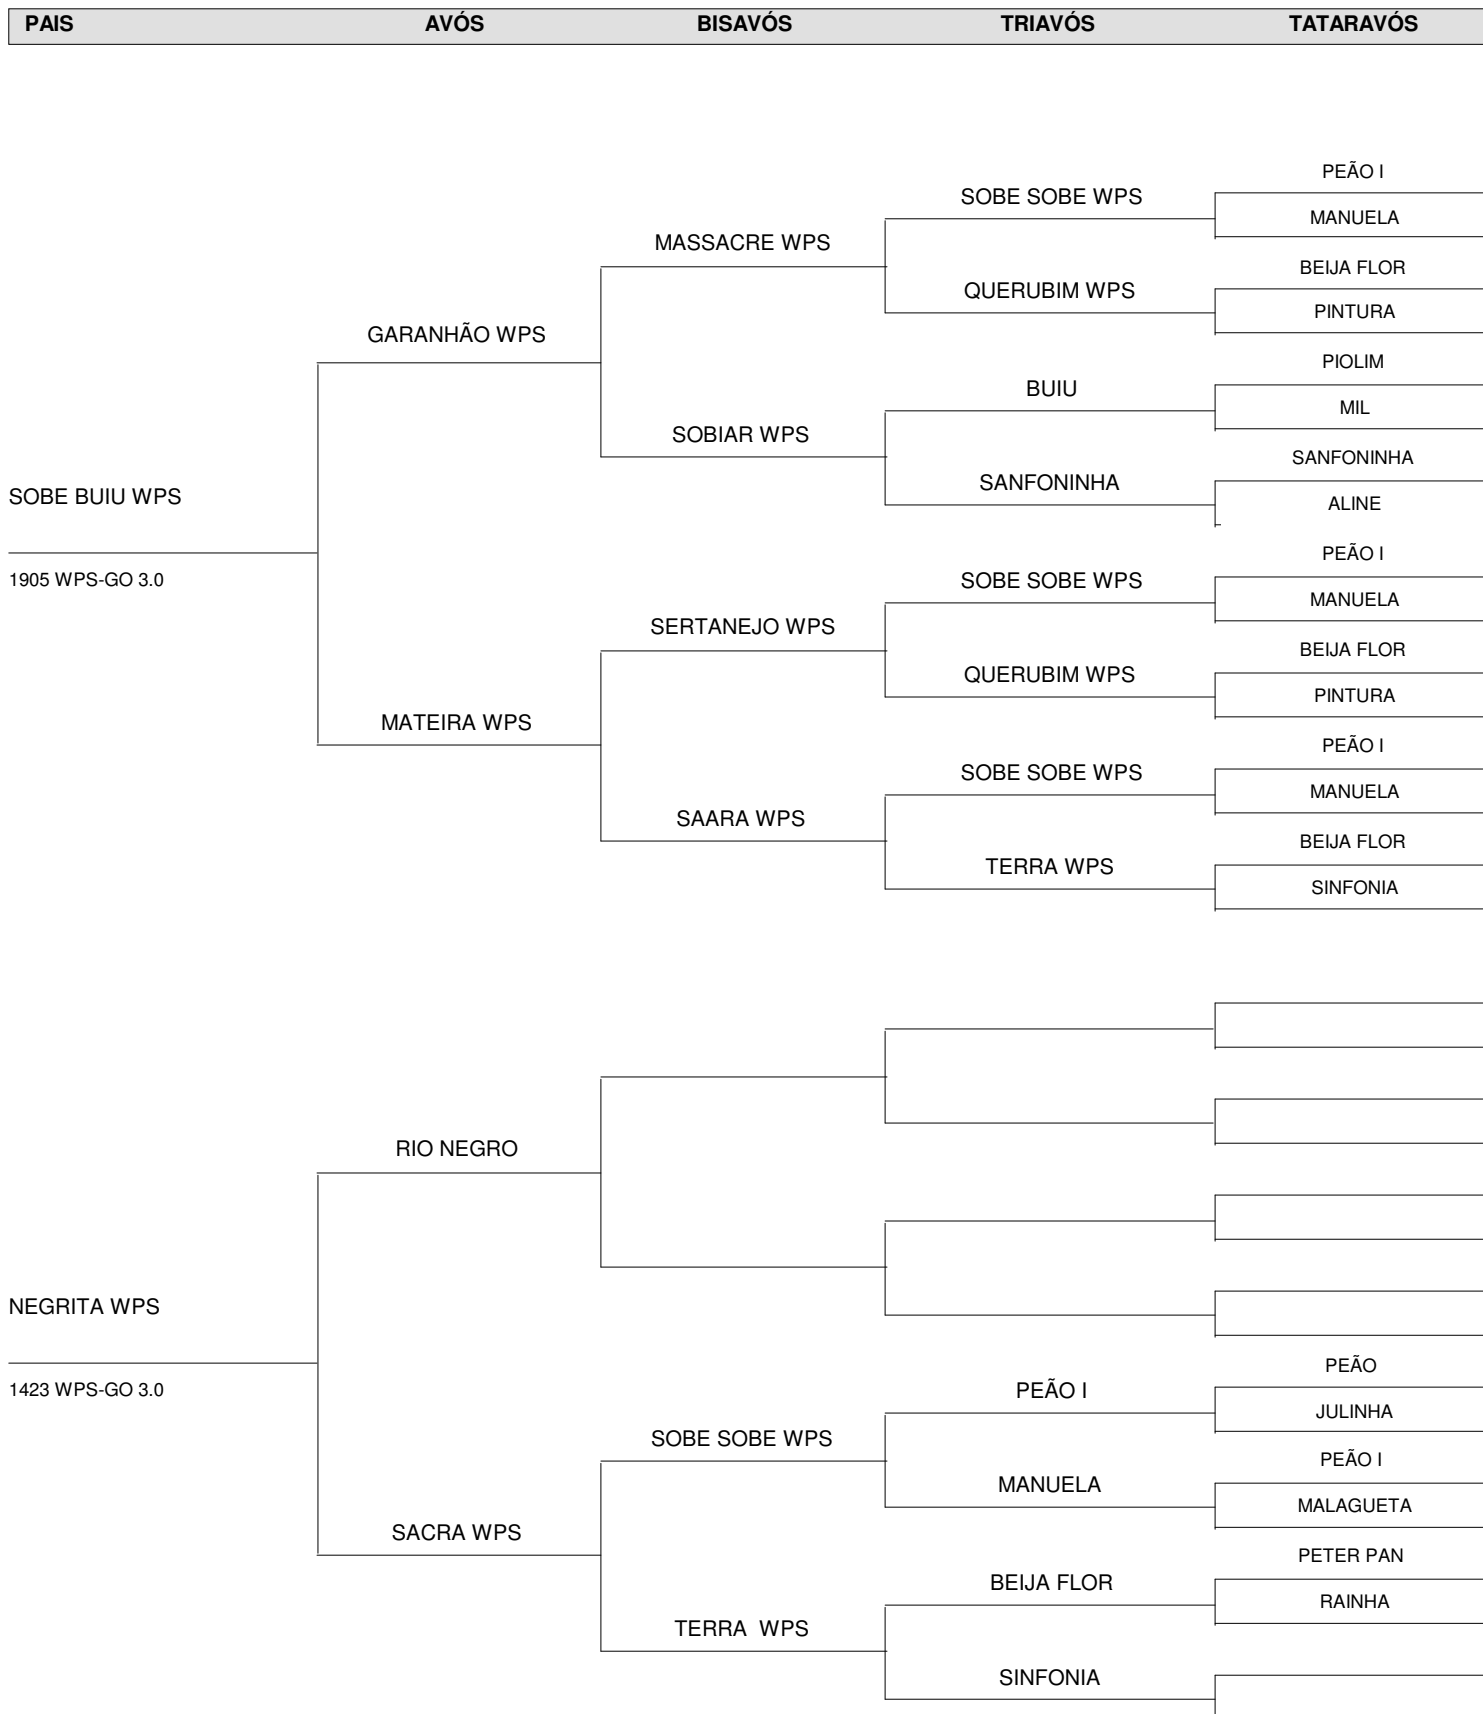 PAIS AVÓS BISAVÓS TRIAVÓS TATARAVÓS
PEÃO I
SOBE SOBE WPS
MANUELA
MASSACRE WPS
BEIJA FLOR
QUERUBIM WPS
PINTURA
GARANHÃO WPS
PIOLIM
BUIU
MIL
SOBIAR WPS
SANFONINHA
SANFONINHA
SOBE BUIU WPS
ALINE
PEÃO I
1905 WPS-GO 3.0
SOBE SOBE WPS
MANUELA
SERTANEJO WPS
BEIJA FLOR
QUERUBIM WPS
PINTURA
MATEIRA WPS
PEÃO I
SOBE SOBE WPS
MANUELA
SAARA WPS
BEIJA FLOR
TERRA WPS
SINFONIA
RIO NEGRO
NEGRITA WPS
PEÃO
1423 WPS-GO 3.0
PEÃO I
JULINHA
SOBE SOBE WPS
PEÃO I
MANUELA
MALAGUETA
SACRA WPS
PETER PAN
BEIJA FLOR
RAINHA
TERRA WPS
SINFONIA